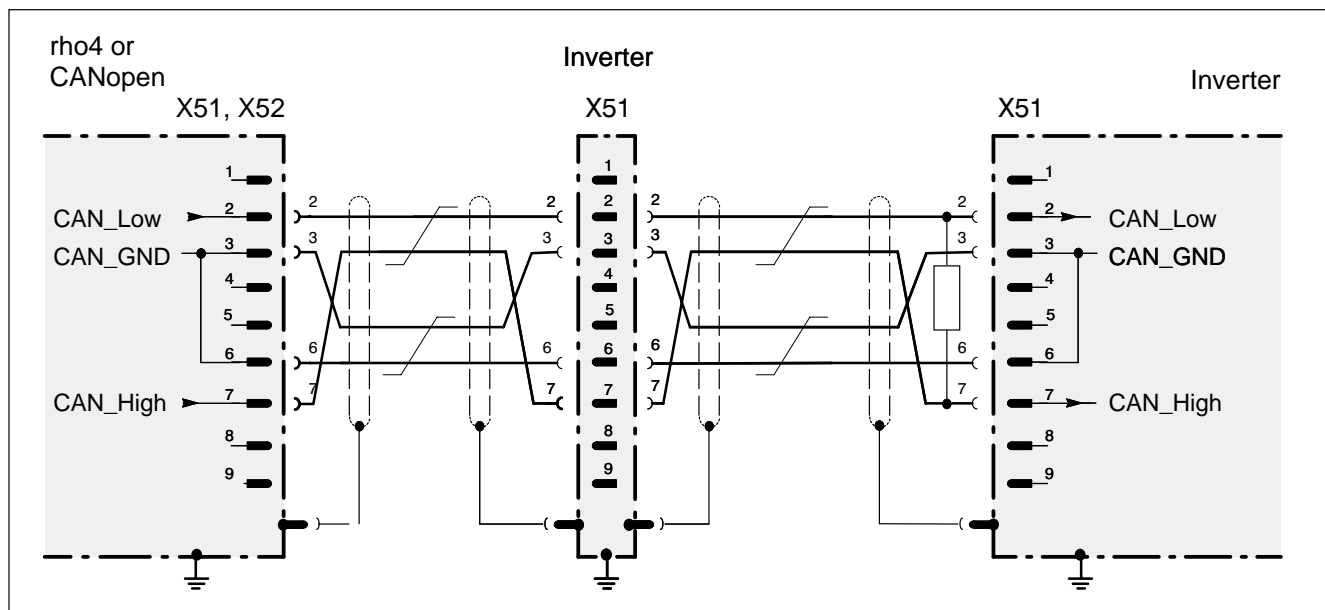 rho4 or
CANopen
Inverter
Inverter
X51, X52
X51
X51
1
1
1
CAN_Low 2 2 2 2 2 2 2 CAN_Low
CAN_GND 3 3 3 3 3 3 3 CAN_GND
4 4 4
5 5 5
6 6 6 6 6 6 6
CAN_High 7 7 7 7 7 7 7 CAN_High
8 8 8
9 9 9